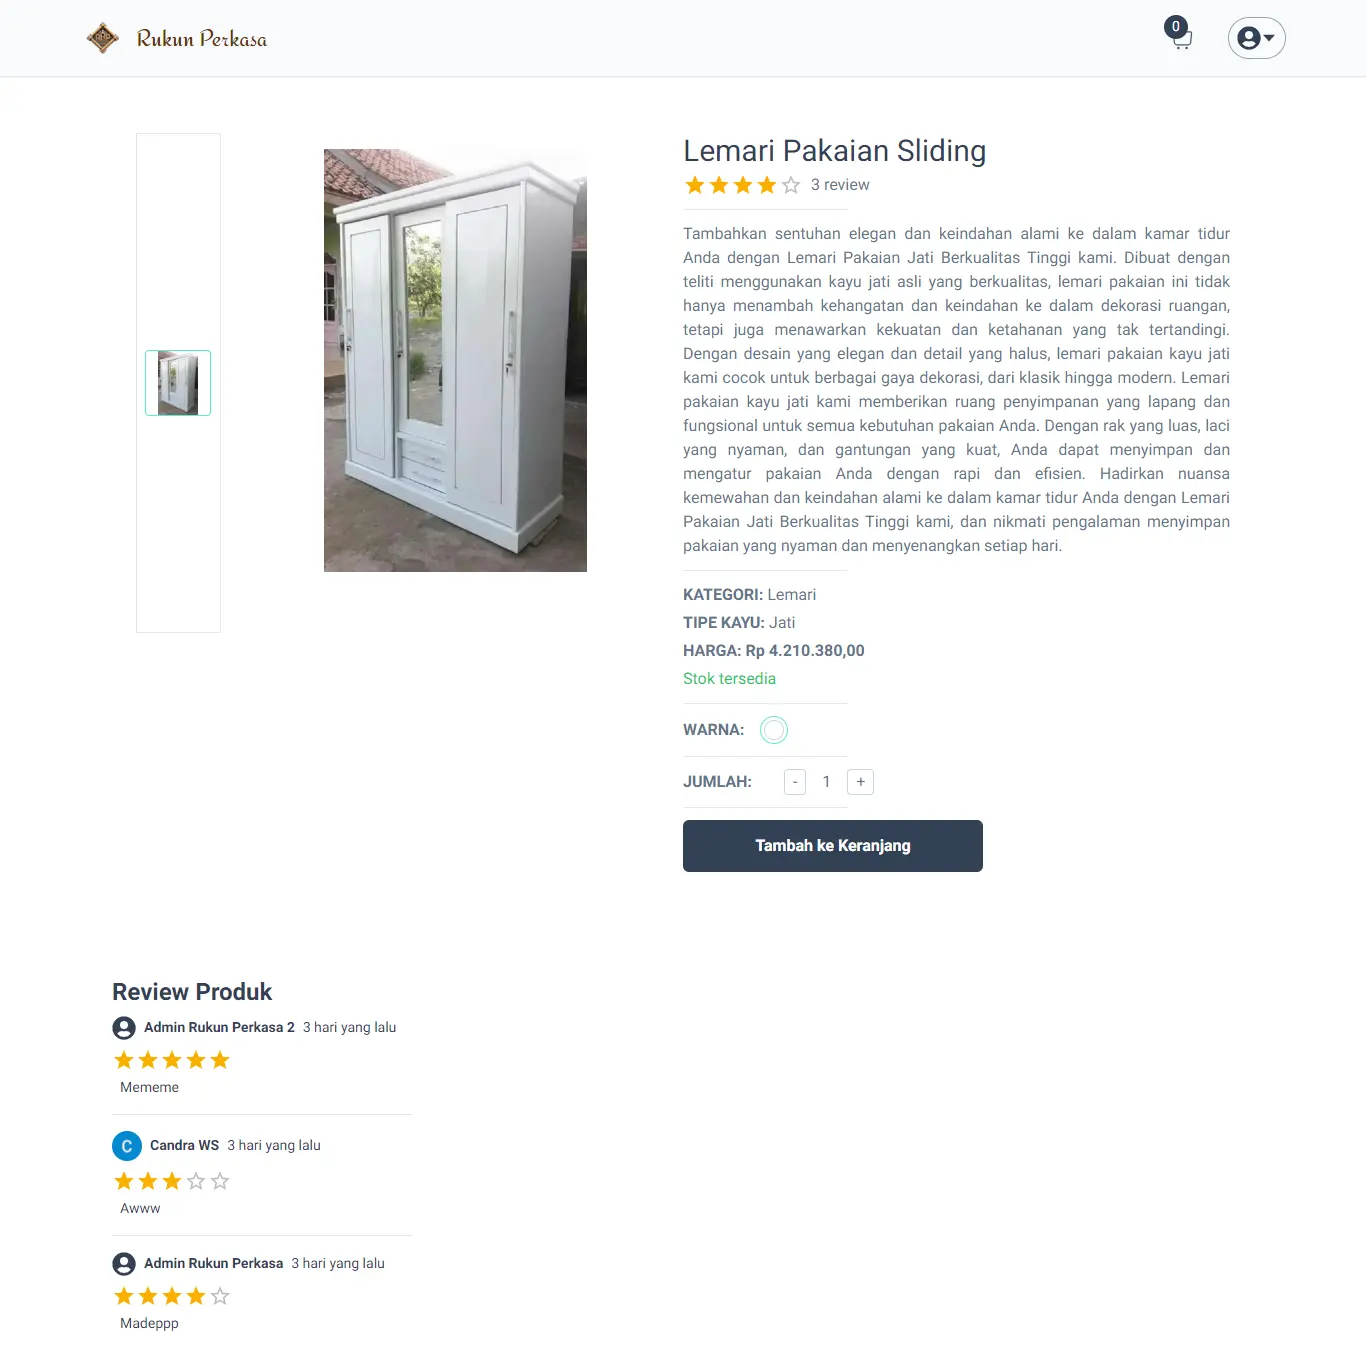 Rukun Perkasa
0
Lemari Pakaian Sliding
3 review
Tambahkan sentuhan elegan dan keindahan alami ke dalam kamar tidur
Anda dengan Lemari Pakaian Jati Berkualitas Tinggi kami. Dibuat dengan
teliti menggunakan kayu jati asli yang berkualitas, lemari pakaian ini tidak
hanya menambah kehangatan dan keindahan ke dalam dekorasi ruangan,
tetapi juga menawarkan kekuatan dan ketahanan yang tak tertandingi.
Dengan desain yang elegan dan detail yang halus, lemari pakaian kayu jati
kami cocok untuk berbagai gaya dekorasi, dari klasik hingga modern. Lemari
pakaian kayu jati kami memberikan ruang penyimpanan yang lapang dan
fungsional untuk semua kebutuhan pakaian Anda. Dengan rak yang luas, laci
yang nyaman, dan gantungan yang kuat, Anda dapat menyimpan dan
mengatur pakaian Anda dengan rapi dan efisien. Hadirkan nuansa
kemewahan dan keindahan alami ke dalam kamar tidur Anda dengan Lemari
Pakaian Jati Berkualitas Tinggi kami, dan nikmati pengalaman menyimpan
pakaian yang nyaman dan menyenangkan setiap hari.
KATEGORI: Lemari
TIPE KAYU: Jati
HARGA: Rp 4.210.380,00
Stok tersedia
WARNA:
JUMLAH: - 1 +
Tambah ke Keranjang
Review Produk
Admin Rukun Perkasa 2 3 hari yang lalu
Mememe
C Candra WS 3 hari yang lalu
Awww
Admin Rukun Perkasa 3 hari yang lalu
Madeppp